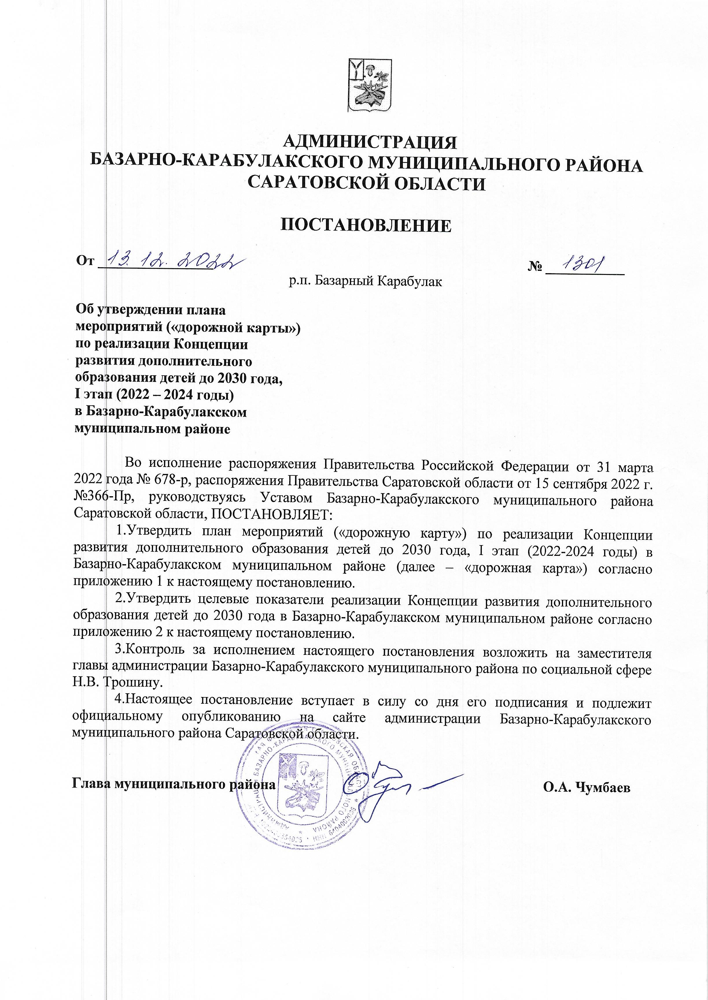 АДМИНИСТРАЦИЯ
БАЗАРНО-КАРАБУЛАКСКОГО МУНИЦИПАЛЬНОГО РАЙОНА
САРАТОВСКОЙ ОБЛАСТИ
ПОСТАНОВЛЕНИЕ
От 13.12.2022 № 1301
р.п. Базарный Карабулак
Об утверждении плана
мероприятий («дорожной карты»)
по реализации Концепции
развития дополнительного
образования детей до 2030 года,
I этап (2022 – 2024 годы)
в Базарно-Карабулакском
муниципальном районе
Во исполнение распоряжения Правительства Российской Федерации от 31 марта
2022 года № 678-р, распоряжения Правительства Саратовской области от 15 сентября 2022 г.
№366-Пр, руководствуясь Уставом Базарно-Карабулакского муниципального района
Саратовской области, ПОСТАНОВЛЯЕТ:
1.Утвердить план мероприятий («дорожную карту») по реализации Концепции
развития дополнительного образования детей до 2030 года, I этап (2022-2024 годы) в
Базарно-Карабулакском муниципальном районе (далее – «дорожная карта») согласно
приложению 1 к настоящему постановлению.
2.Утвердить целевые показатели реализации Концепции развития дополнительного
образования детей до 2030 года в Базарно-Карабулакском муниципальном районе согласно
приложению 2 к настоящему постановлению.
3.Контроль за исполнением настоящего постановления возложить на заместителя
главы администрации Базарно-Карабулакского муниципального района по социальной сфере
Н.В. Трошину.
4.Настоящее постановление вступает в силу со дня его подписания и подлежит
официальному опубликованию на сайте администрации Базарно-Карабулакского
муниципального района Саратовской области.
Глава муниципального района О.А. Чумбаев
БАЗАРНО-КАРАБУЛАКСКОГО МУНИЦИПАЛЬНОГО РАЙОНА
ИНН